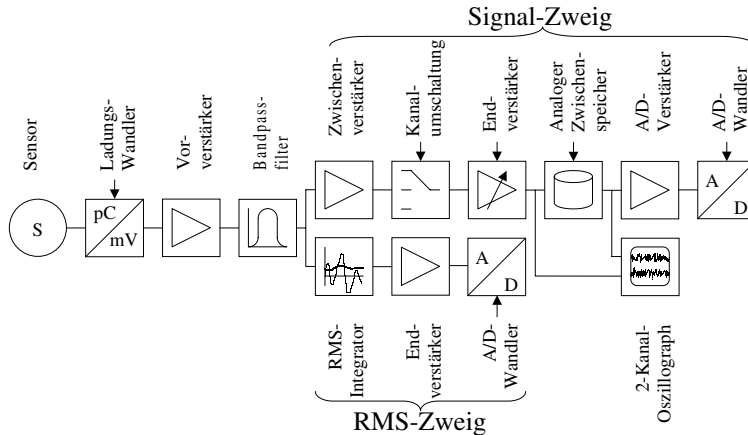 Signal-Zweig
Sensor
Ladungs-
Wandler
Vor-
verstärker
Bandpass-
filter
Zwischen-
verstärker
Kanal-
umschaltung
End-
verstärker
Analoger
Zwischen-
speicher
A/D-
Verstärker
A/D-
Wandler
S
pC
mV
A
D
A
D
RMS-
Integrator
End-
verstärker
A/D-
Wandler
2-Kanal-
Oszillograph
RMS-Zweig